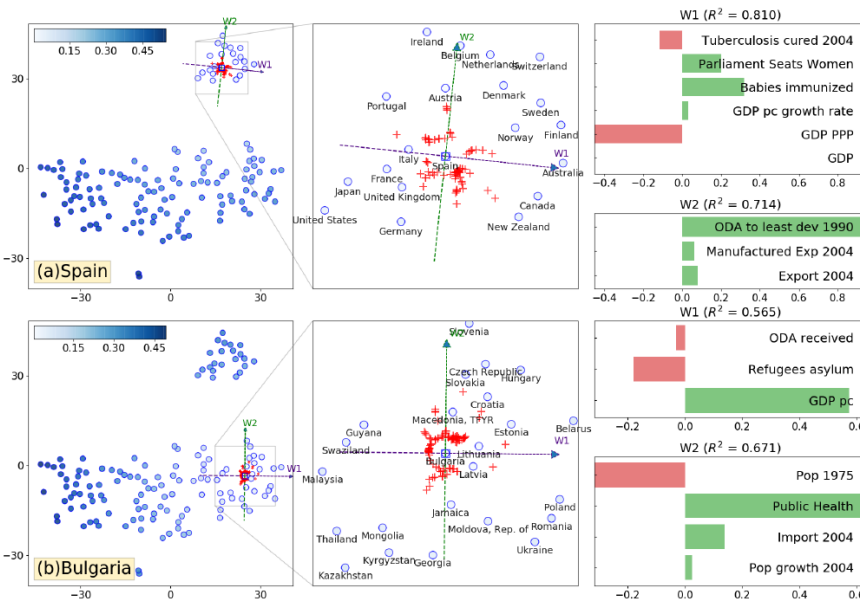 0.15 0.30 0.45
W2
W1
30
0
−30
(a)Spain
−30 0 30
W2
Ireland
Belgium
Netherlands
Switzerland
Austria
Denmark
Portugal
Sweden
Norway
Finland
W1
Italy
Spain
Australia
France
Japan
United Kingdom
Canada
United States
Germany
New Zealand
W1 (R² = 0.810)
Tuberculosis cured 2004
Parliament Seats Women
Babies immunized
GDP pc growth rate
GDP PPP
GDP
−0.4 −0.2 0.0 0.2 0.4 0.6 0.8
W2 (R² = 0.714)
ODA to least dev 1990
Manufactured Exp 2004
Export 2004
−0.4 −0.2 0.0 0.2 0.4 0.6 0.8
0.15 0.30 0.45
30
0
−30
W2
W1
(b)Bulgaria
−30 0 30
Slovenia
W2
Czech Republic
Slovakia
Hungary
Croatia
Macedonia, TFYR
Guyana
Estonia
Belarus
Swaziland
W1
Bulgaria
Lithuania
Malaysia
Latvia
Jamaica
Poland
Mongolia
Moldova, Rep. of
Romania
Thailand
Ukraine
Kyrgyzstan
Georgia
Kazakhstan
W1 (R² = 0.565)
ODA received
Refugees asylum
GDP pc
−0.2 0.0 0.2 0.4 0.6
W2 (R² = 0.671)
Pop 1975
Public Health
Import 2004
Pop growth 2004
−0.2 0.0 0.2 0.4 0.6